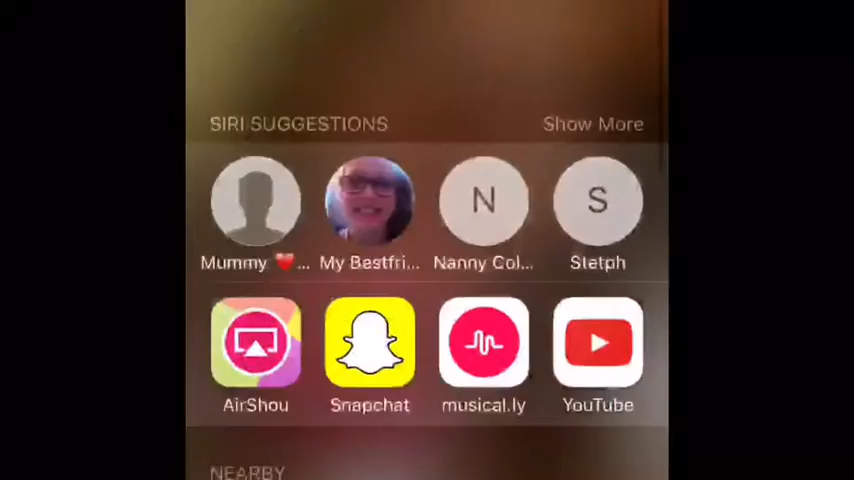 SIRI SUGGESTIONS Show More
N S
Mummy ❤️... My Bestfri... Nanny Col... Stetph
AirShou Snapchat musical.ly YouTube
NEARBY